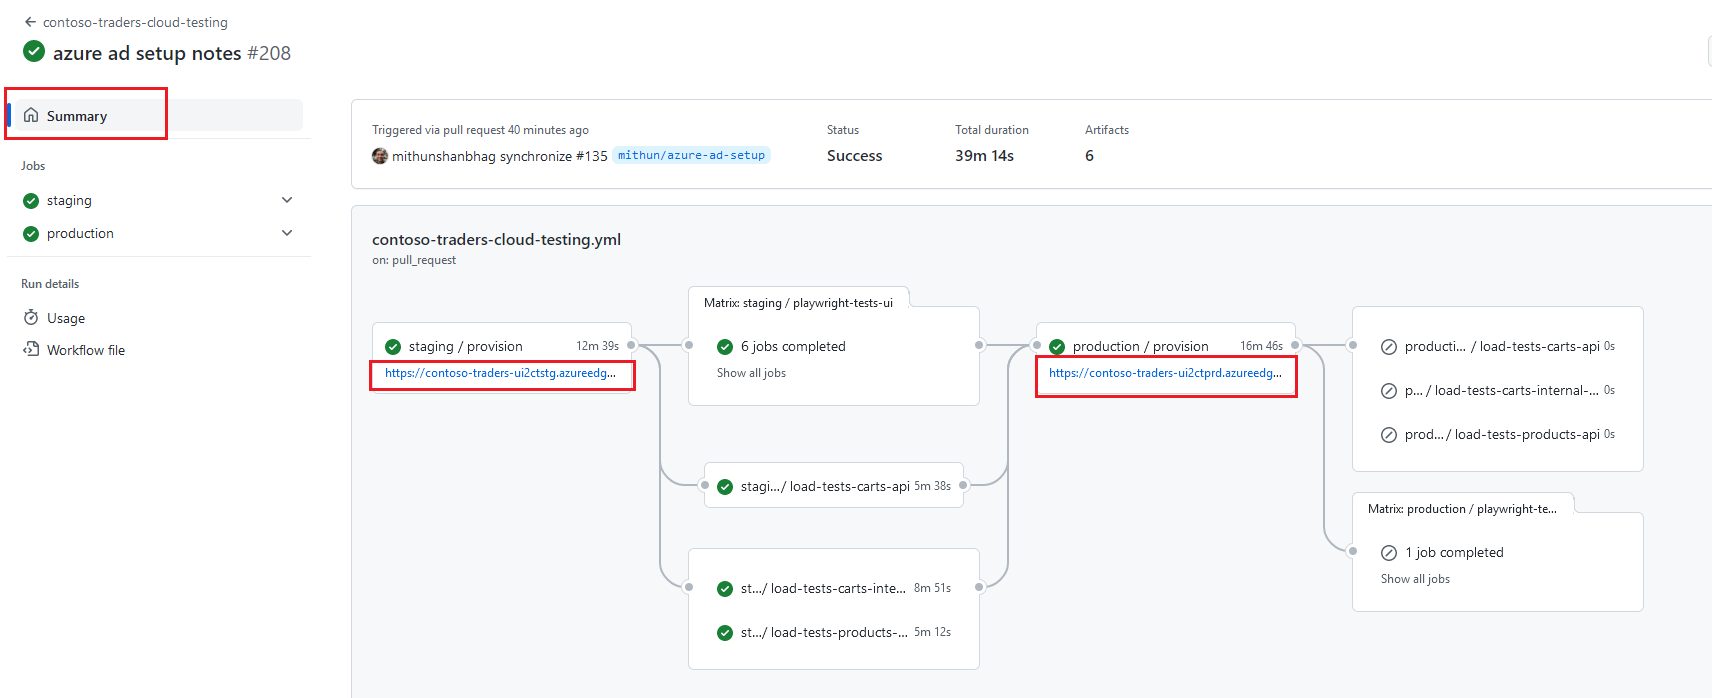 contoso-traders-cloud-testing
azure ad setup notes #208
Summary
Jobs
staging
production
Run details
Usage
Workflow file
Triggered via pull request 40 minutes ago
mithunshanbhag synchronize #135 mithun/azure-ad-setup
Status
Success
Total duration
39m 14s
Artifacts
6
contoso-traders-cloud-testing.yml
on: pull_request
staging / provision 12m 39s
https://contoso-traders-ui2ctstg.azureedg...
Matrix: staging / playwright-tests-ui
6 jobs completed
Show all jobs
stagi.../ load-tests-carts-api 5m 38s
st.../ load-tests-carts-inte... 8m 51s
st.../ load-tests-products-... 5m 12s
production / provision 16m 46s
https://contoso-traders-ui2ctprd.azureedg...
producti... / load-tests-carts-api 0s
p... / load-tests-carts-internal-... 0s
prod.../ load-tests-products-api 0s
Matrix: production / playwright-te...
1 job completed
Show all jobs